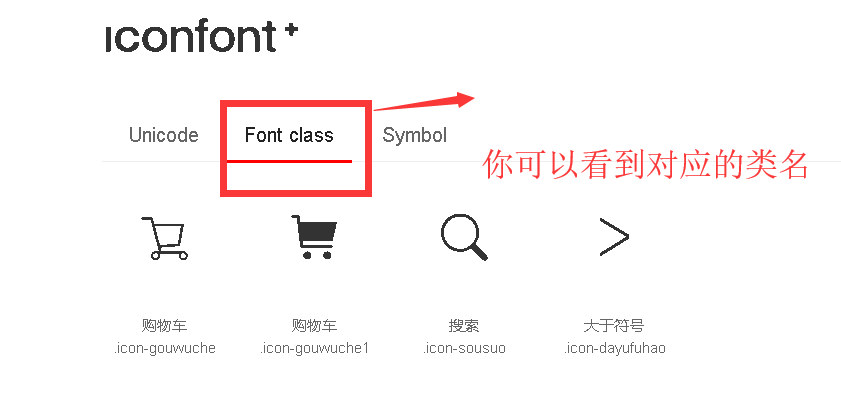 iconfont+
Unicode Font class Symbol
你可以看到对应的类名
购物车 购物车 搜索 大于符号
.icon-gouwuche .icon-gouwuche1 .icon-sousuo .icon-dayufuhao